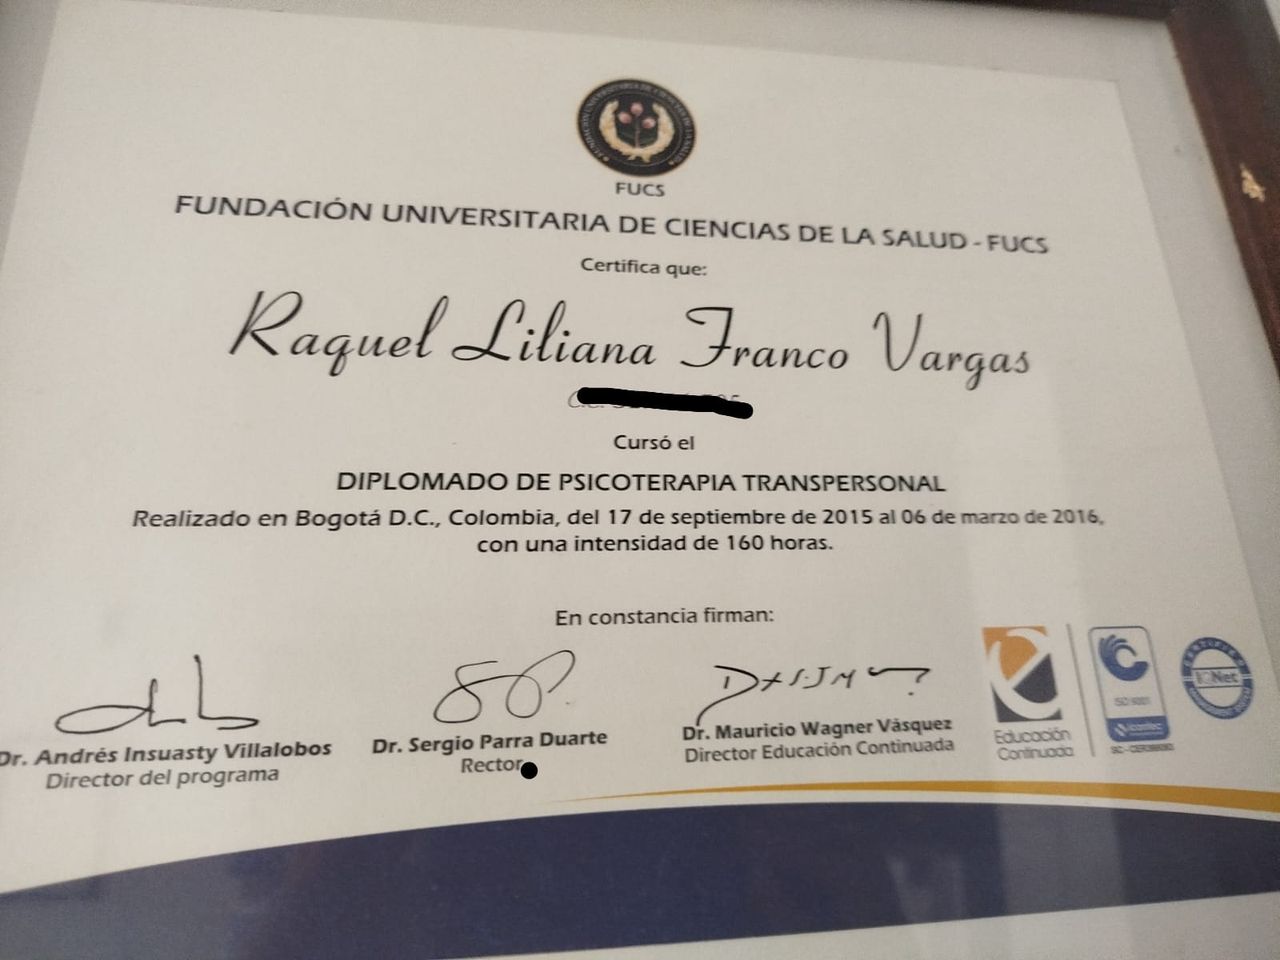 FUCS
FUNDACIÓN UNIVERSITARIA DE CIENCIAS DE LA SALUD - FUCS
Certifica que:
Raquel Liliana Franco Vargas
Cursó el
DIPLOMADO DE PSICOTERAPIA TRANSPERSONAL
Realizado en Bogotá D.C., Colombia, del 17 de septiembre de 2015 al 06 de marzo de 2016,
con una intensidad de 160 horas.
En constancia firman:
Dr. Andrés Insuasty Villalobos
Director del programa
Dr. Sergio Parra Duarte
Rector
Dr. Mauricio Wagner Vásquez
Director Educación Continuada
Educación
Continuada
ISO 9001
icontec
IQNet